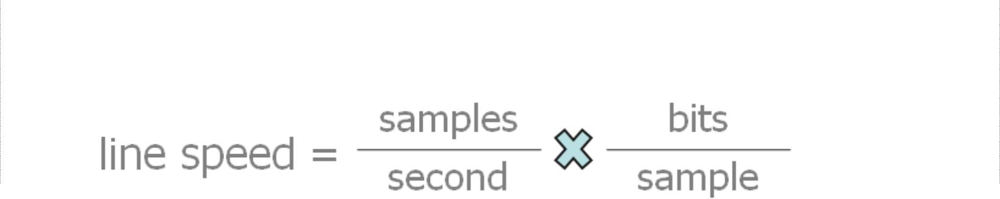 line speed = samples / second × bits / sample